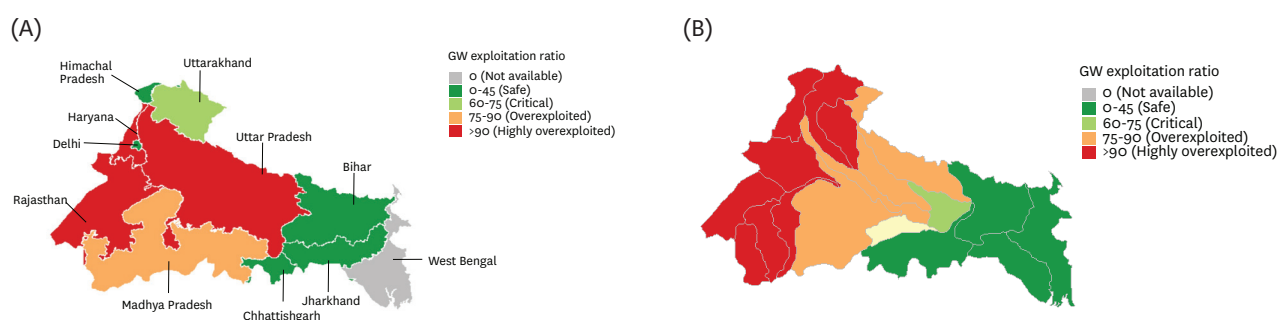 (A)
Himachal
Pradesh
Uttarakhand
Haryana
Delhi
Uttar Pradesh
Bihar
Rajasthan
West Bengal
Madhya Pradesh
Jharkhand
Chhattishgarh
GW exploitation ratio
0 (Not available)
0-45 (Safe)
60-75 (Critical)
75-90 (Overexploited)
>90 (Highly overexploited)
(B)
GW exploitation ratio
0 (Not available)
0-45 (Safe)
60-75 (Critical)
75-90 (Overexploited)
>90 (Highly overexploited)